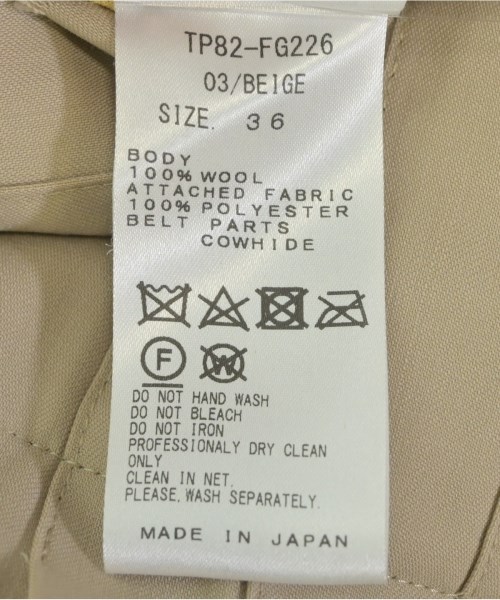 TP82-FG226
03/BEIGE
SIZE. 36
BODY
100% WOOL
ATTACHED FABRIC
100% POLYESTER
BELT PARTS
COWHIDE
F W
DO NOT HAND WASH
DO NOT BLEACH
DO NOT IRON
PROFESSIONALY DRY CLEAN
ONLY
CLEAN IN NET.
PLEASE, WASH SEPARATELY.
MADE IN JAPAN